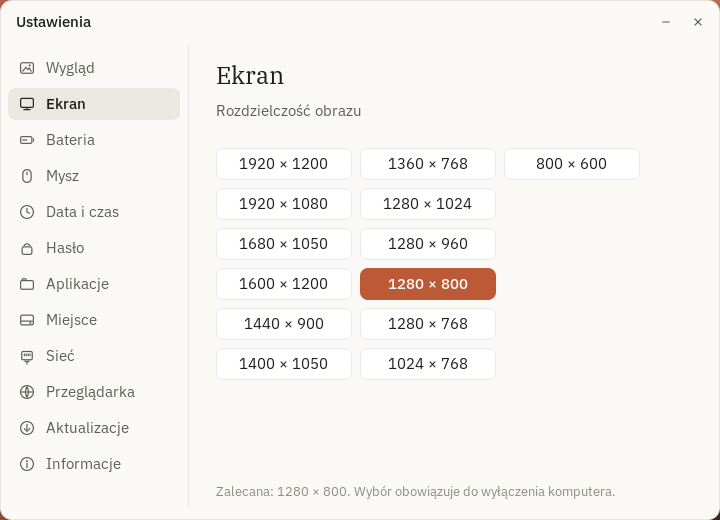 Ustawienia
Wygląd
Ekran
Bateria
Mysz
Data i czas
Hasło
Aplikacje
Miejsce
Sieć
Przeglądarka
Aktualizacje
Informacje
Ekran
Rozdzielczość obrazu
1920 × 1200 1360 × 768 800 × 600
1920 × 1080 1280 × 1024
1680 × 1050 1280 × 960
1600 × 1200 1280 × 800
1440 × 900 1280 × 768
1400 × 1050 1024 × 768
Zalecana: 1280 × 800. Wybór obowiązuje do wyłączenia komputera.